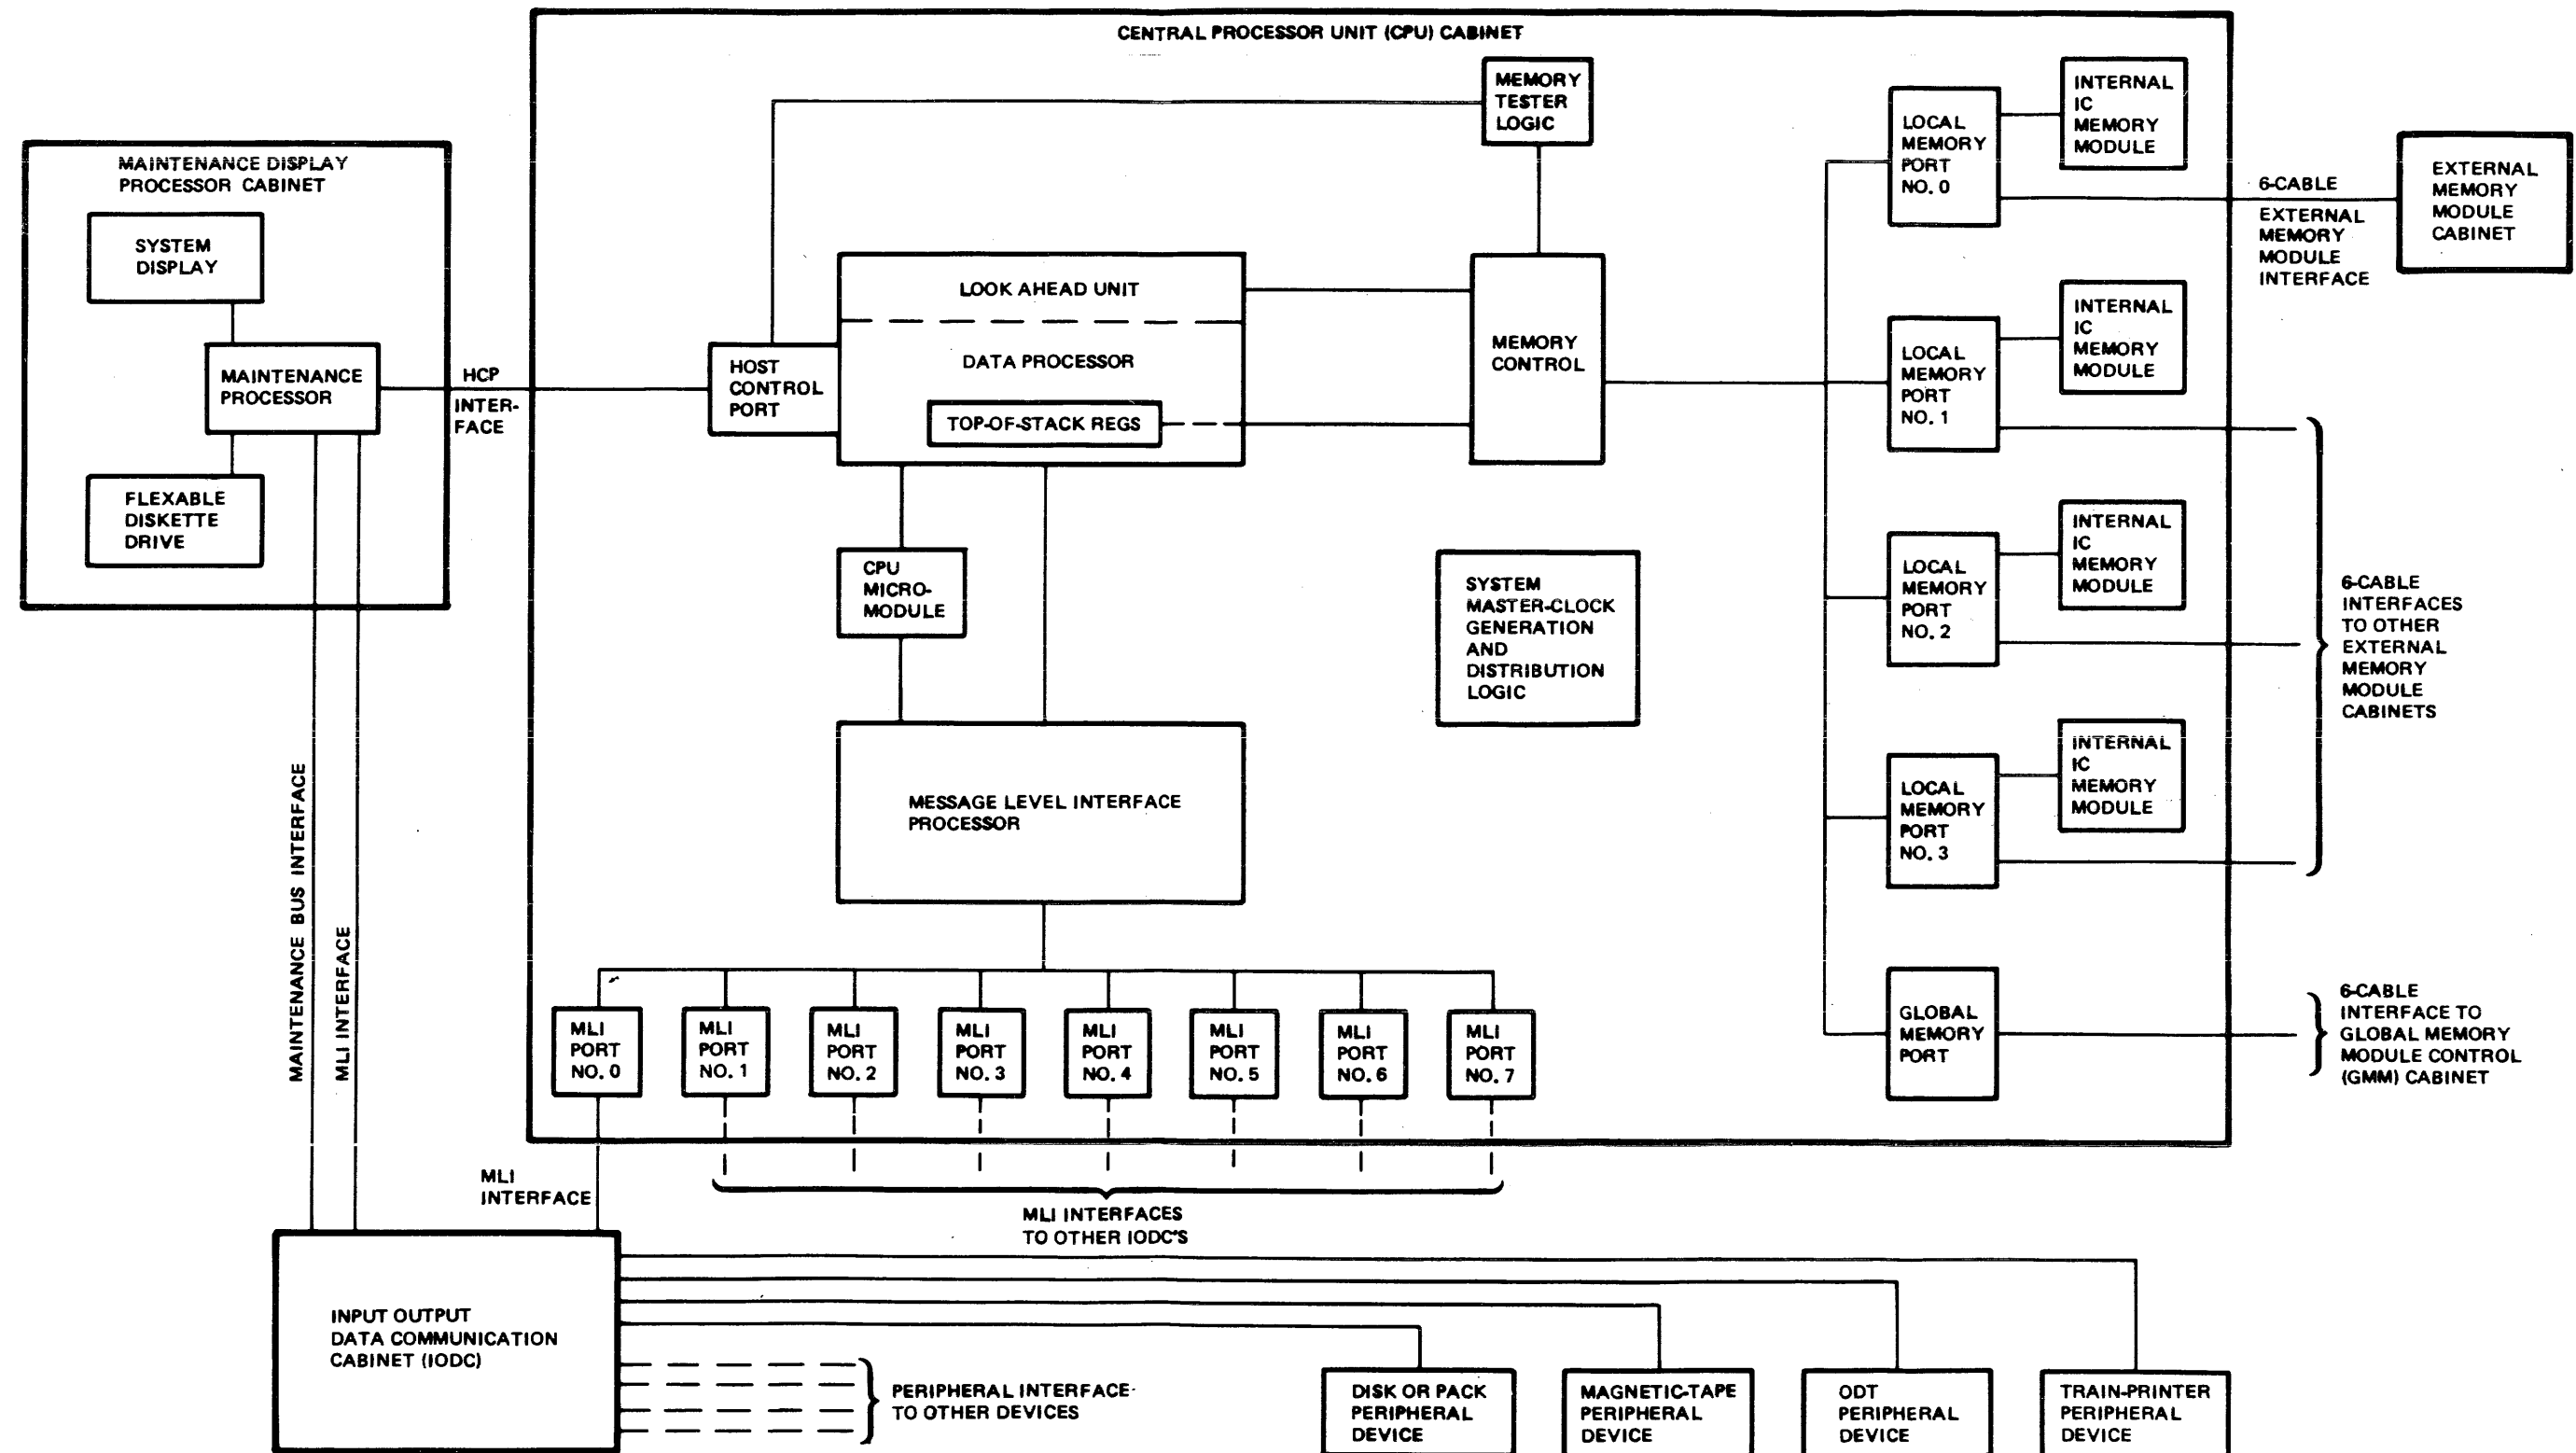 CENTRAL PROCESSOR UNIT (CPU) CABINET
MAINTENANCE DISPLAY
PROCESSOR CABINET
SYSTEM
DISPLAY
MAINTENANCE
PROCESSOR
FLEXABLE
DISKETTE
DRIVE
HCP
INTER-
FACE
MEMORY
TESTER
LOGIC
HOST
CONTROL
PORT
LOOK AHEAD UNIT
DATA PROCESSOR
TOP-OF-STACK REGS
MEMORY
CONTROL
CPU
MICRO-
MODULE
SYSTEM
MASTER-CLOCK
GENERATION
AND
DISTRIBUTION
LOGIC
MESSAGE LEVEL INTERFACE
PROCESSOR
LOCAL
MEMORY
PORT
NO. 0
INTERNAL
IC
MEMORY
MODULE
6-CABLE
EXTERNAL
MEMORY
MODULE
INTERFACE
EXTERNAL
MEMORY
MODULE
CABINET
LOCAL
MEMORY
PORT
NO. 1
INTERNAL
IC
MEMORY
MODULE
LOCAL
MEMORY
PORT
NO. 2
INTERNAL
IC
MEMORY
MODULE
6-CABLE
INTERFACES
TO OTHER
EXTERNAL
MEMORY
MODULE
CABINETS
LOCAL
MEMORY
PORT
NO. 3
INTERNAL
IC
MEMORY
MODULE
GLOBAL
MEMORY
PORT
6-CABLE
INTERFACE TO
GLOBAL MEMORY
MODULE CONTROL
(GMM) CABINET
MAINTENANCE BUS INTERFACE
MLI INTERFACE
MLI
PORT
NO. 0
MLI
PORT
NO. 1
MLI
PORT
NO. 2
MLI
PORT
NO. 3
MLI
PORT
NO. 4
MLI
PORT
NO. 5
MLI
PORT
NO. 6
MLI
PORT
NO. 7
MLI
INTERFACE
MLI INTERFACES
TO OTHER IODC'S
INPUT OUTPUT
DATA COMMUNICATION
CABINET (IODC)
PERIPHERAL INTERFACE
TO OTHER DEVICES
DISK OR PACK
PERIPHERAL
DEVICE
MAGNETIC-TAPE
PERIPHERAL
DEVICE
ODT
PERIPHERAL
DEVICE
TRAIN-PRINTER
PERIPHERAL
DEVICE